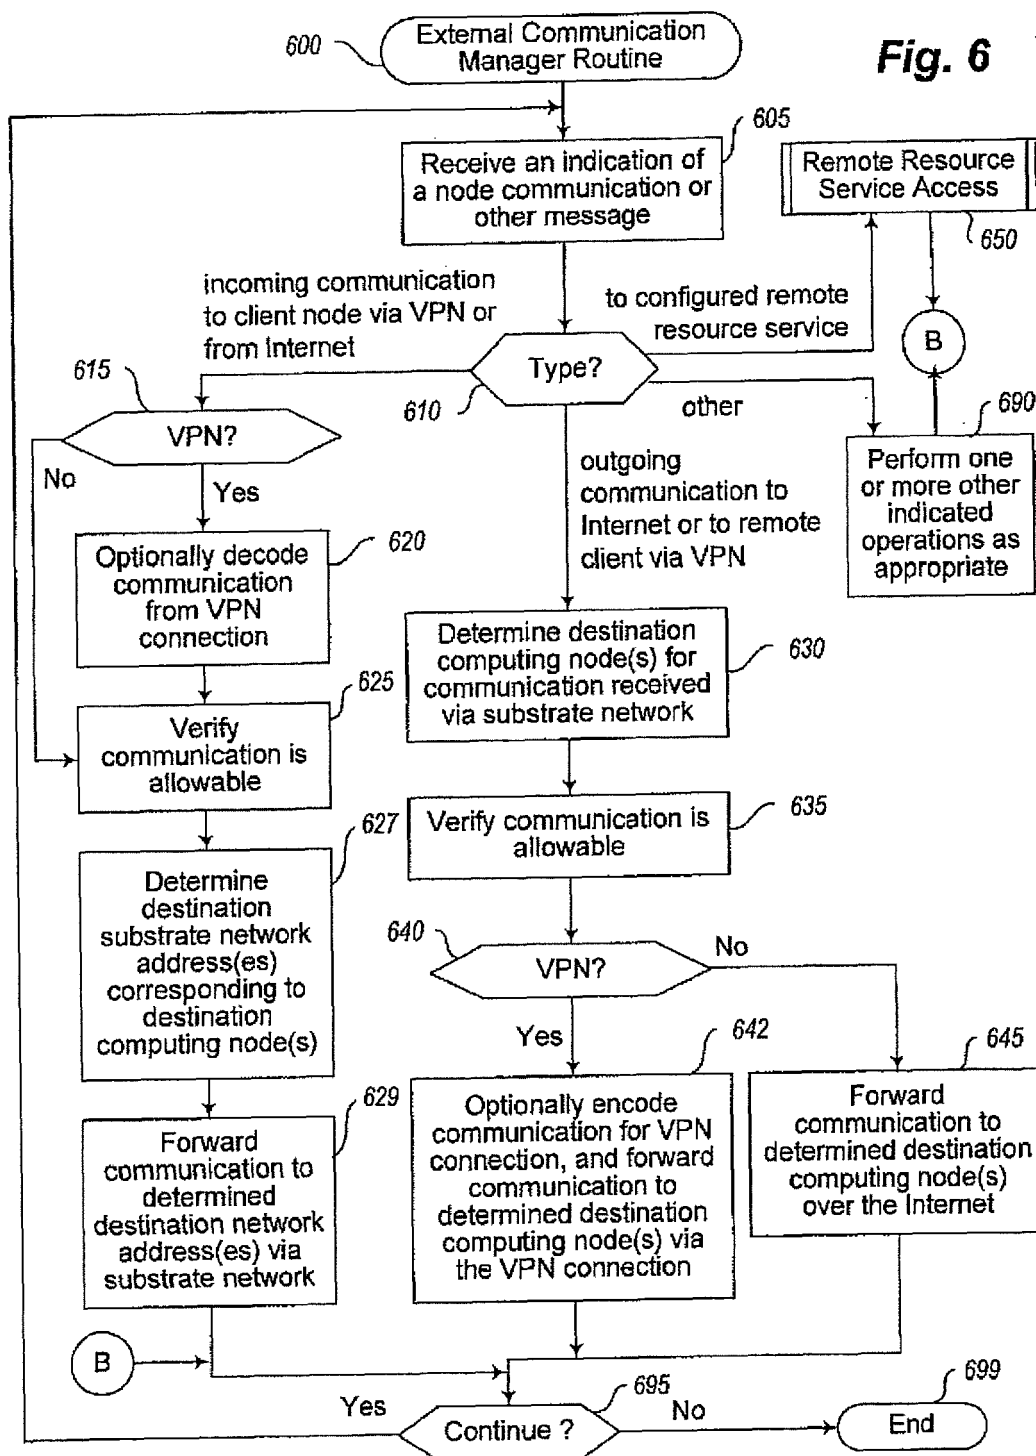 600
External Communication
Manager Routine
Fig. 6
605
Receive an indication of
a node communication or
other message
Remote Resource
Service Access
650
incoming communication
to client node via VPN or
from Internet
to configured remote
resource service
B
615
Type?
610
other
690
VPN?
No
Yes
outgoing
communication to
Internet or to remote
client via VPN
Perform one
or more other
indicated
operations as
appropriate
620
Optionally decode
communication
from VPN
connection
Determine destination
computing node(s) for
communication received
via substrate network
630
625
Verify
communication is
allowable
627
Verify communication is
allowable
635
Determine
destination
substrate network
address(es)
corresponding to
destination
computing node(s)
640
VPN?
No
Yes
642
645
629
Forward
communication to
determined
destination network
address(es) via
substrate network
Optionally encode
communication for VPN
connection, and forward
communication to
determined destination
computing node(s) via
the VPN connection
Forward
communication to
determined destination
computing node(s)
over the Internet
B
Yes
695
Continue ?
No
699
End